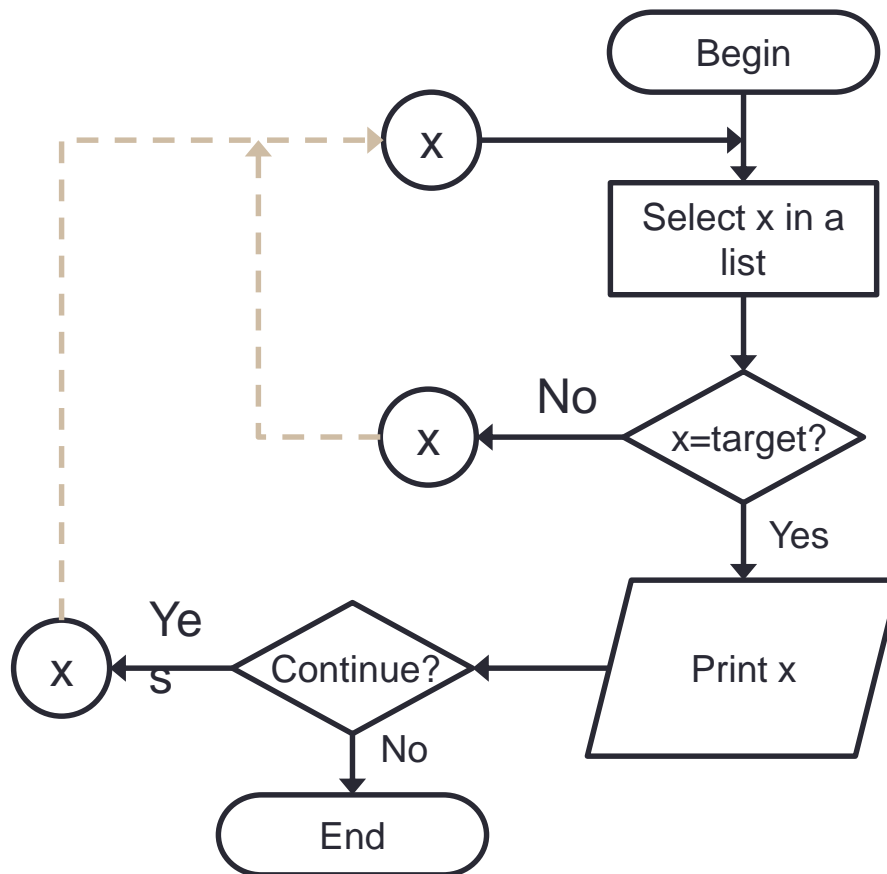 Begin
x
Select x in a
list
No
x
x=target?
Yes
Ye
s
x
Continue?
Print x
No
End